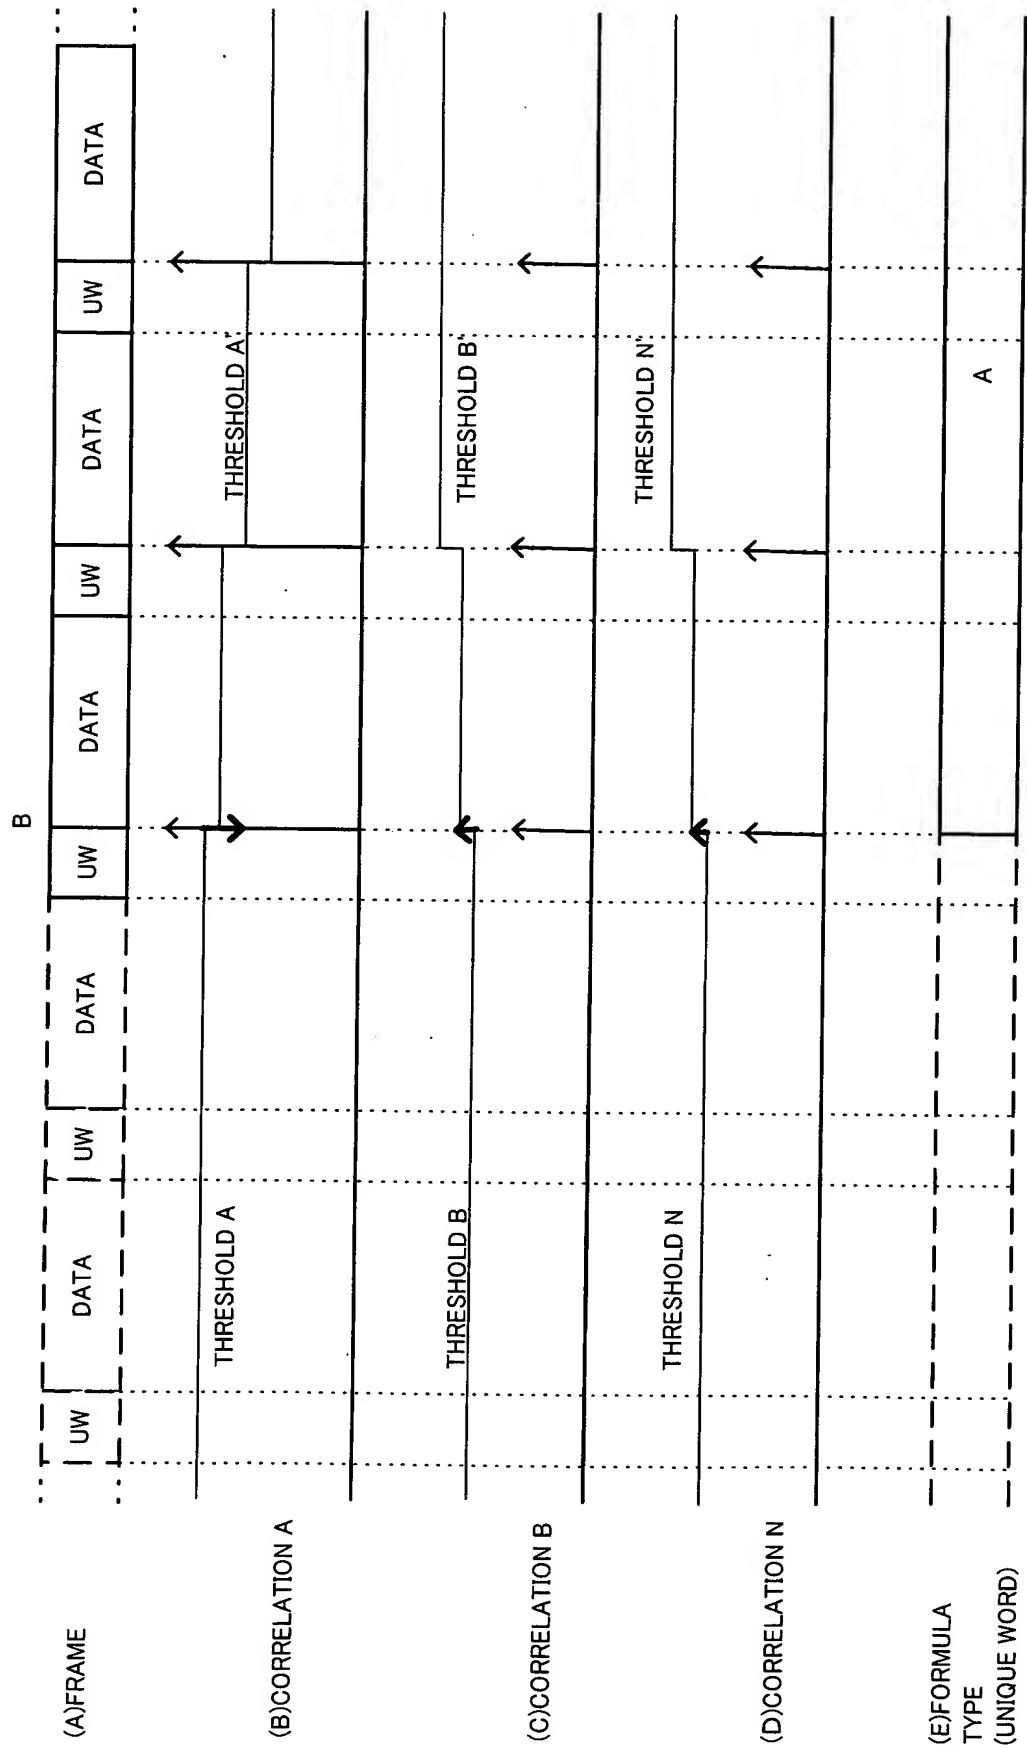 B
(A)FRAME
UW
DATA
UW
DATA
UW
DATA
UW
DATA
UW
DATA
(B)CORRELATION A
THRESHOLD A
THRESHOLD A'
(C)CORRELATION B
THRESHOLD B
THRESHOLD B'
(D)CORRELATION N
THRESHOLD N
THRESHOLD N'
(E)FORMULA
TYPE
(UNIQUE WORD)
A